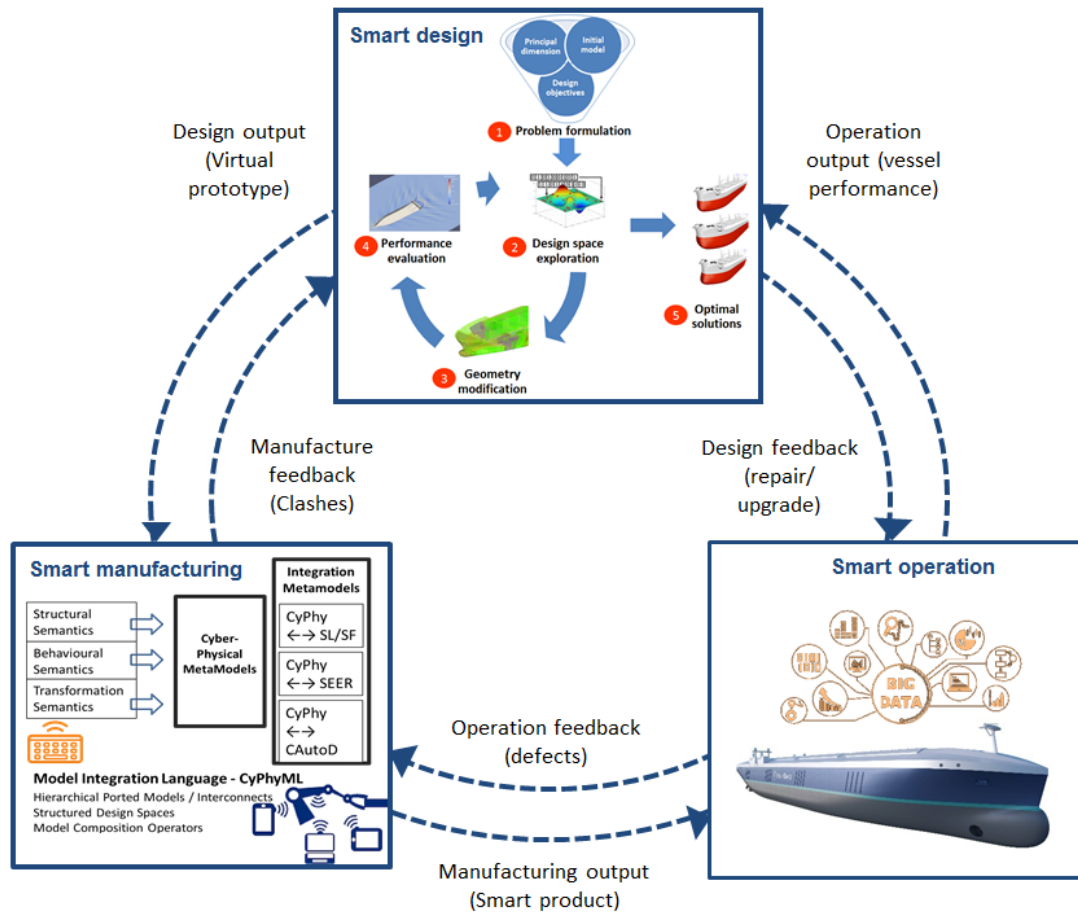 Smart design
Principal
dimension
Initial
model
Design
objectives
1 Problem formulation
Design output
(Virtual
prototype)
Operation
output (vessel
performance)
4 Performance
evaluation
2 Design space
exploration
5 Optimal
solutions
3 Geometry
modification
Manufacture
feedback
(Clashes)
Design feedback
(repair/
upgrade)
Smart manufacturing
Structural
Semantics
Behavioural
Semantics
Transformation
Semantics
Cyber-
Physical
MetaModels
Integration
Metamodels
CyPhy
←→ SL/SF
CyPhy
←→ SEER
CyPhy
←→
CAutoD
Model Integration Language - CyPhyML
Hierarchical Ported Models / Interconnects
Structured Design Spaces
Model Composition Operators
Smart operation
BIG
DATA
Operation feedback
(defects)
Manufacturing output
(Smart product)